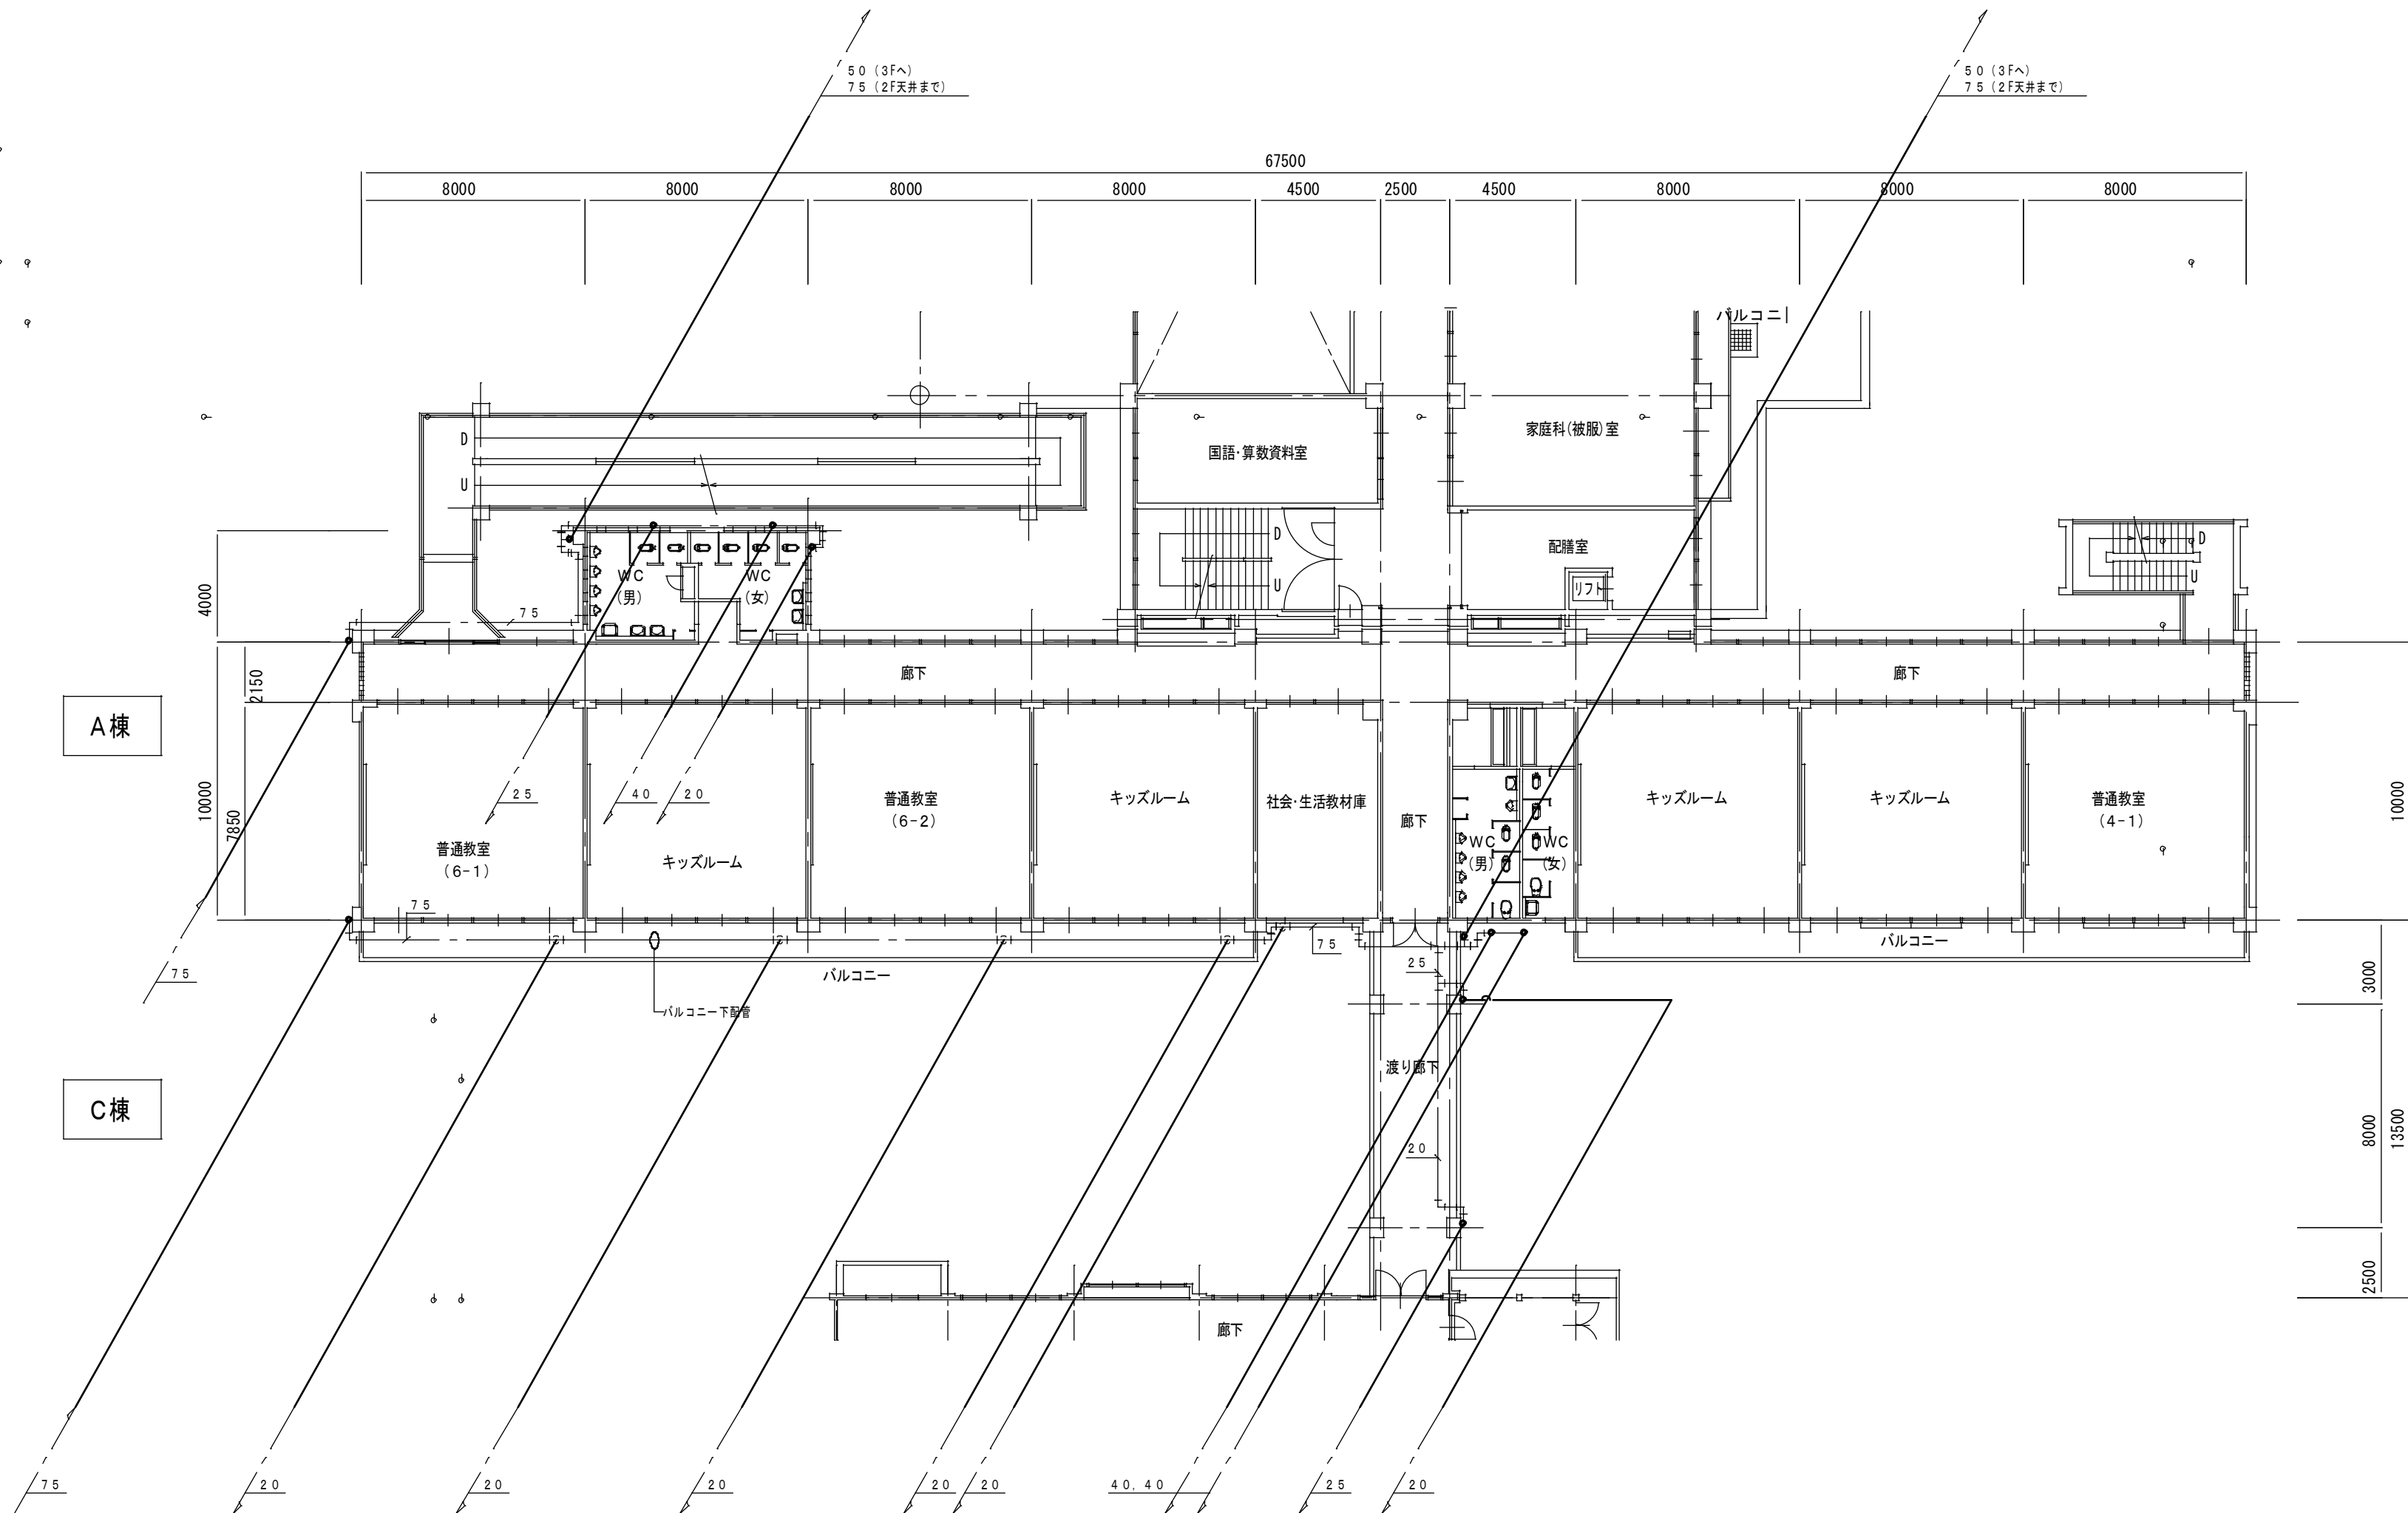 50（3Fへ）
75（2F天井まで）
50（3Fへ）
75（2F天井まで）
67500
8000
8000
8000
8000
4500
2500
4500
8000
8000
8000
バルコニー
国語・算数資料室
家庭科(被服)室
配膳室
リフト
D
U
D
U
D
U
WC
(男)
WC
(女)
75
4000
2150
10000
7850
廊下
廊下
A棟
普通教室
(6-1)
キッズルーム
普通教室
(6-2)
キッズルーム
社会・生活教材庫
廊下
WC
(男)
WC
(女)
キッズルーム
キッズルーム
普通教室
(4-1)
10000
25
40
20
75
75
75
バルコニー
バルコニー
バルコニー下配管
25
20
渡り廊下
C棟
3000
8000
13500
2500
廊下
75
20
20
20
20
20
40,40
25
20